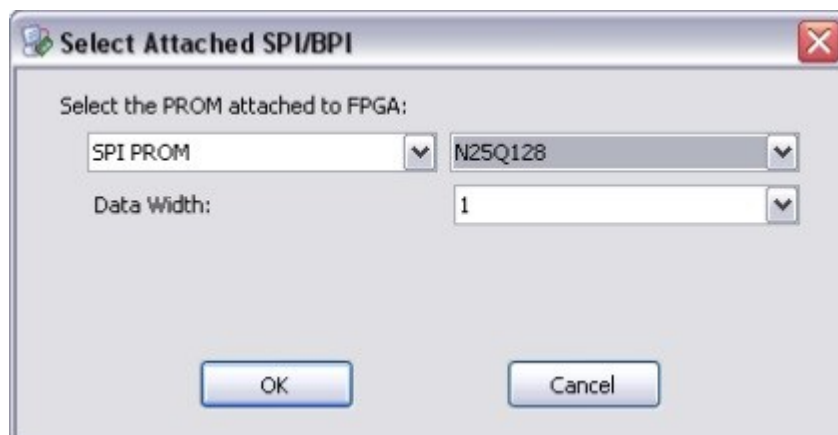 Select Attached SPI/BPI
Select the PROM attached to FPGA:
SPI PROM N25Q128
Data Width: 1
OK Cancel